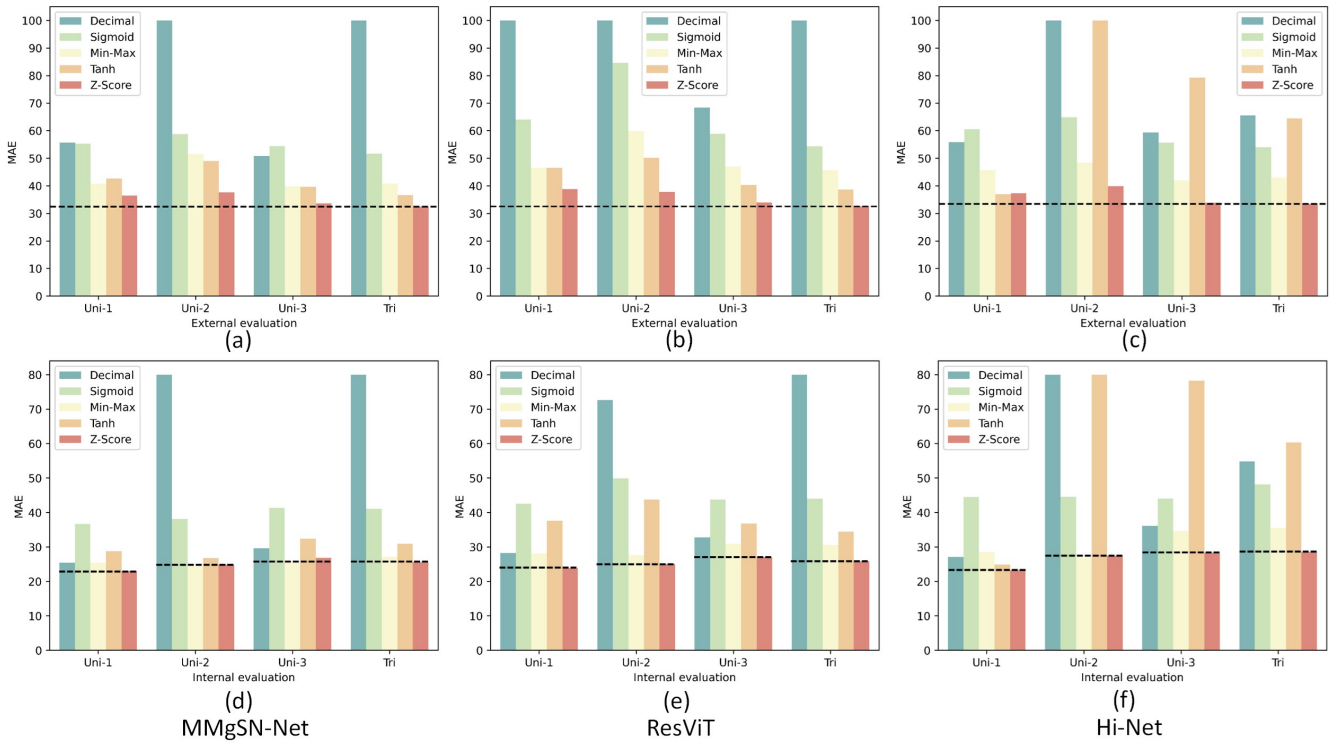 100
90
80
70
60
50
40
30
20
10
0
MAE
Decimal
Sigmoid
Min-Max
Tanh
Z-Score
Uni-1 Uni-2 Uni-3 Tri
External evaluation
(a)
100
90
80
70
60
50
40
30
20
10
0
MAE
Decimal
Sigmoid
Min-Max
Tanh
Z-Score
Uni-1 Uni-2 Uni-3 Tri
External evaluation
(b)
100
90
80
70
60
50
40
30
20
10
0
MAE
Decimal
Sigmoid
Min-Max
Tanh
Z-Score
Uni-1 Uni-2 Uni-3 Tri
External evaluation
(c)
80
70
60
50
40
30
20
10
0
MAE
Decimal
Sigmoid
Min-Max
Tanh
Z-Score
Uni-1 Uni-2 Uni-3 Tri
Internal evaluation
(d)
MMgSN-Net
80
70
60
50
40
30
20
10
0
MAE
Decimal
Sigmoid
Min-Max
Tanh
Z-Score
Uni-1 Uni-2 Uni-3 Tri
Internal evaluation
(e)
ResViT
80
70
60
50
40
30
20
10
0
MAE
Decimal
Sigmoid
Min-Max
Tanh
Z-Score
Uni-1 Uni-2 Uni-3 Tri
Internal evaluation
(f)
Hi-Net